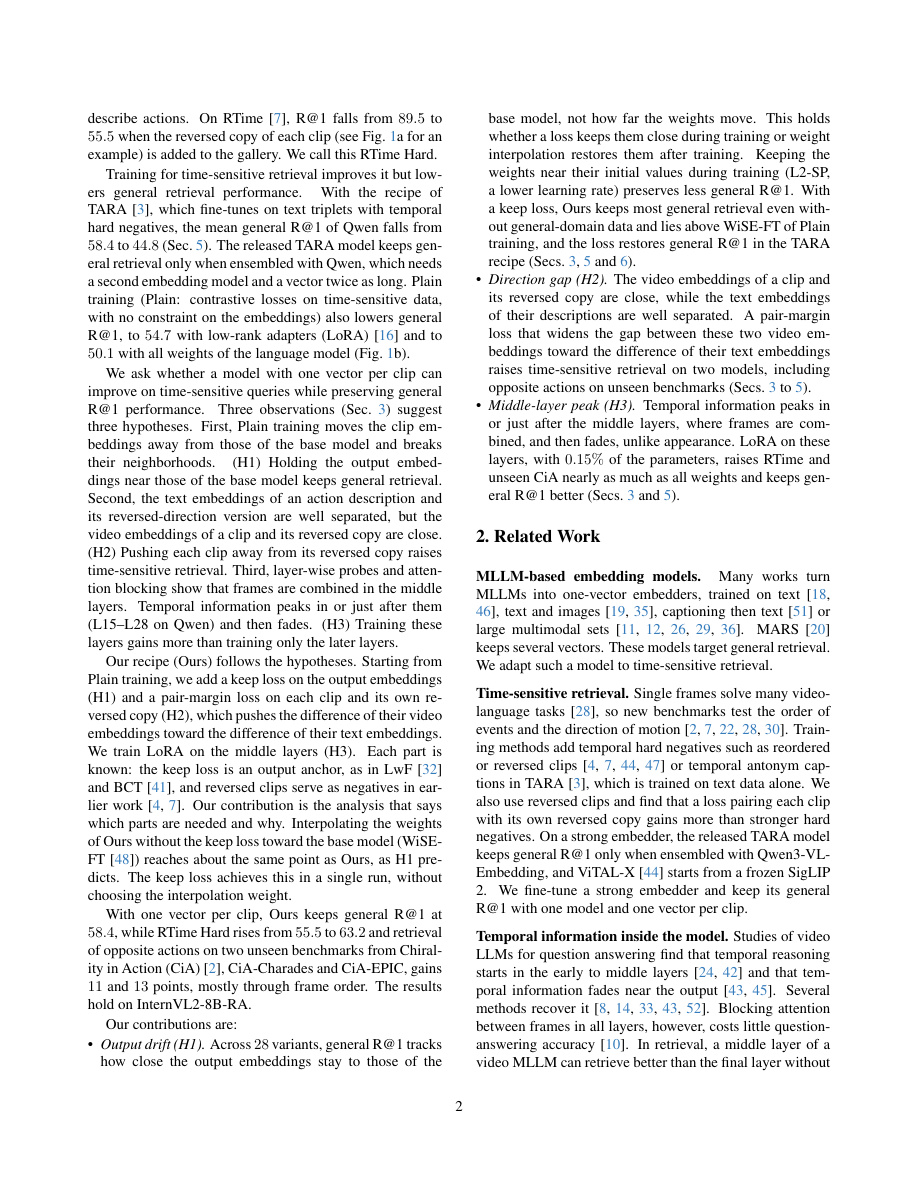 describe actions. On RTime [7], R@1 falls from 89.5 to
55.5 when the reversed copy of each clip (see Fig. 1a for an
example) is added to the gallery. We call this RTime Hard.
Training for time-sensitive retrieval improves it but low-
ers general retrieval performance. With the recipe of
TARA [3], which fine-tunes on text triplets with temporal
hard negatives, the mean general R@1 of Qwen falls from
58.4 to 44.8 (Sec. 5). The released TARA model keeps gen-
eral retrieval only when ensembled with Qwen, which needs
a second embedding model and a vector twice as long. Plain
training (Plain: contrastive losses on time-sensitive data,
with no constraint on the embeddings) also lowers general
R@1, to 54.7 with low-rank adapters (LoRA) [16] and to
50.1 with all weights of the language model (Fig. 1b).
We ask whether a model with one vector per clip can
improve on time-sensitive queries while preserving general
R@1 performance. Three observations (Sec. 3) suggest
three hypotheses. First, Plain training moves the clip em-
beddings away from those of the base model and breaks
their neighborhoods. (H1) Holding the output embed-
dings near those of the base model keeps general retrieval.
Second, the text embeddings of an action description and
its reversed-direction version are well separated, but the
video embeddings of a clip and its reversed copy are close.
(H2) Pushing each clip away from its reversed copy raises
time-sensitive retrieval. Third, layer-wise probes and atten-
tion blocking show that frames are combined in the middle
layers. Temporal information peaks in or just after them
(L15–L28 on Qwen) and then fades. (H3) Training these
layers gains more than training only the later layers.
Our recipe (Ours) follows the hypotheses. Starting from
Plain training, we add a keep loss on the output embeddings
(H1) and a pair-margin loss on each clip and its own re-
versed copy (H2), which pushes the difference of their video
embeddings toward the difference of their text embeddings.
We train LoRA on the middle layers (H3). Each part is
known: the keep loss is an output anchor, as in LwF [32]
and BCT [41], and reversed clips serve as negatives in ear-
lier work [4, 7]. Our contribution is the analysis that says
which parts are needed and why. Interpolating the weights
of Ours without the keep loss toward the base model (WiSE-
FT [48]) reaches about the same point as Ours, as H1 pre-
dicts. The keep loss achieves this in a single run, without
choosing the interpolation weight.
With one vector per clip, Ours keeps general R@1 at
58.4, while RTime Hard rises from 55.5 to 63.2 and retrieval
of opposite actions on two unseen benchmarks from Chiral-
ity in Action (CiA) [2], CiA-Charades and CiA-EPIC, gains
11 and 13 points, mostly through frame order. The results
hold on InternVL2-8B-RA.
Our contributions are:
• Output drift (H1). Across 28 variants, general R@1 tracks
how close the output embeddings stay to those of the
base model, not how far the weights move. This holds
whether a loss keeps them close during training or weight
interpolation restores them after training. Keeping the
weights near their initial values during training (L2-SP,
a lower learning rate) preserves less general R@1. With
a keep loss, Ours keeps most general retrieval even with-
out general-domain data and lies above WiSE-FT of Plain
training, and the loss restores general R@1 in the TARA
recipe (Secs. 3, 5 and 6).
• Direction gap (H2). The video embeddings of a clip and
its reversed copy are close, while the text embeddings
of their descriptions are well separated. A pair-margin
loss that widens the gap between these two video em-
beddings toward the difference of their text embeddings
raises time-sensitive retrieval on two models, including
opposite actions on unseen benchmarks (Secs. 3 to 5).
• Middle-layer peak (H3). Temporal information peaks in
or just after the middle layers, where frames are com-
bined, and then fades, unlike appearance. LoRA on these
layers, with 0.15% of the parameters, raises RTime and
unseen CiA nearly as much as all weights and keeps gen-
eral R@1 better (Secs. 3 and 5).
2. Related Work
MLLM-based embedding models. Many works turn
MLLMs into one-vector embedders, trained on text [18,
46], text and images [19, 35], captioning then text [51] or
large multimodal sets [11, 12, 26, 29, 36]. MARS [20]
keeps several vectors. These models target general retrieval.
We adapt such a model to time-sensitive retrieval.
Time-sensitive retrieval. Single frames solve many video-
language tasks [28], so new benchmarks test the order of
events and the direction of motion [2, 7, 22, 28, 30]. Train-
ing methods add temporal hard negatives such as reordered
or reversed clips [4, 7, 44, 47] or temporal antonym cap-
tions in TARA [3], which is trained on text data alone. We
also use reversed clips and find that a loss pairing each clip
with its own reversed copy gains more than stronger hard
negatives. On a strong embedder, the released TARA model
keeps general R@1 only when ensembled with Qwen3-VL-
Embedding, and ViTAL-X [44] starts from a frozen SigLIP
2. We fine-tune a strong embedder and keep its general
R@1 with one model and one vector per clip.
Temporal information inside the model. Studies of video
LLMs for question answering find that temporal reasoning
starts in the early to middle layers [24, 42] and that tem-
poral information fades near the output [43, 45]. Several
methods recover it [8, 14, 33, 43, 52]. Blocking attention
between frames in all layers, however, costs little question-
answering accuracy [10]. In retrieval, a middle layer of a
video MLLM can retrieve better than the final layer without
2